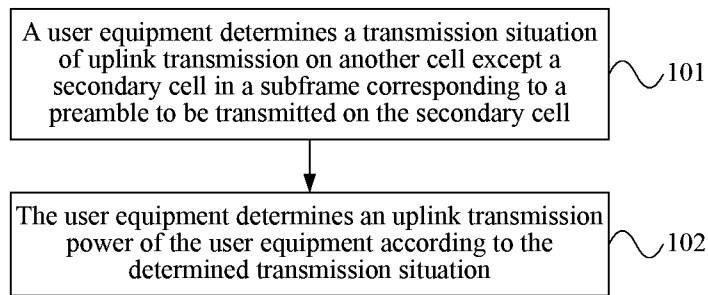 A user equipment determines a transmission situation
of uplink transmission on another cell except a
secondary cell in a subframe corresponding to a
preamble to be transmitted on the secondary cell
101
The user equipment determines an uplink transmission
power of the user equipment according to the
determined transmission situation
102